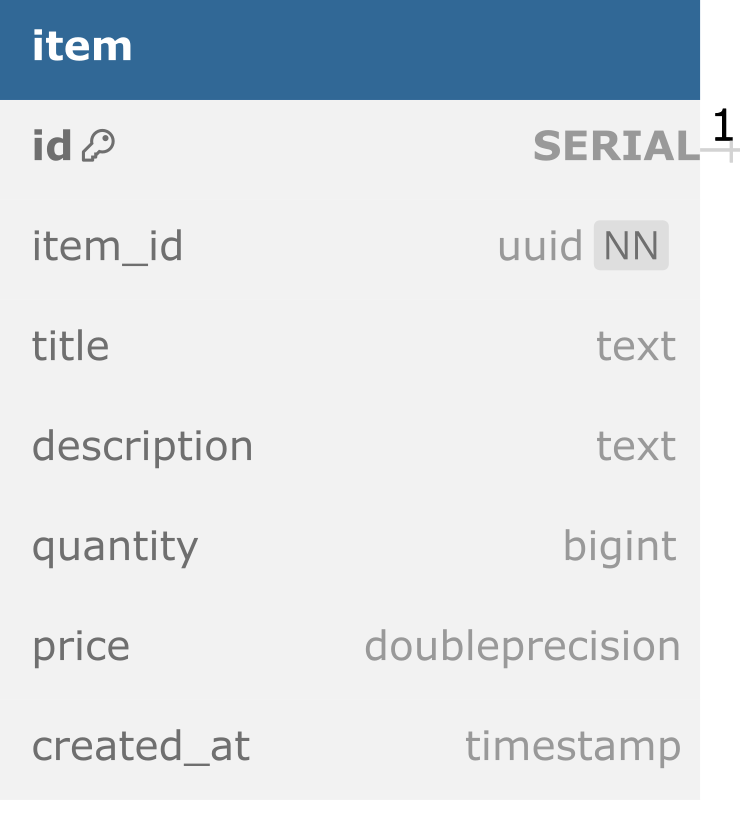 item
id SERIAL 1
item_id uuid NN
title text
description text
quantity bigint
price doubleprecision
created_at timestamp